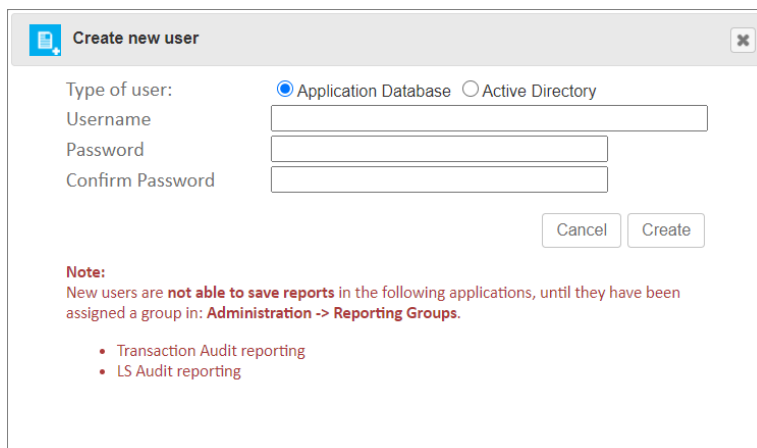 Create new user
Type of user: Application Database Active Directory
Username
Password
Confirm Password
Cancel Create
Note:
New users are not able to save reports in the following applications, until they have been
assigned a group in: Administration -> Reporting Groups.
• Transaction Audit reporting
• LS Audit reporting